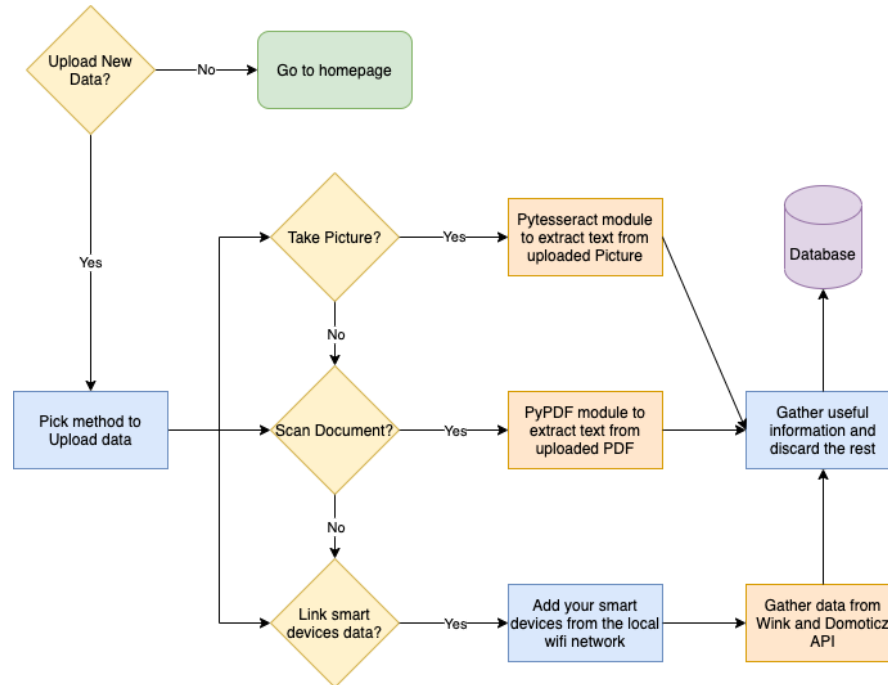 Upload New
Data?
No
Go to homepage
Yes
Take Picture?
Yes
Pytesseract module
to extract text from
uploaded Picture
Database
No
Pick method to
Upload data
Scan Document?
Yes
PyPDF module to
extract text from
uploaded PDF
Gather useful
information and
discard the rest
No
Link smart
devices data?
Yes
Add your smart
devices from the local
wifi network
Gather data from
Wink and Domoticz
API